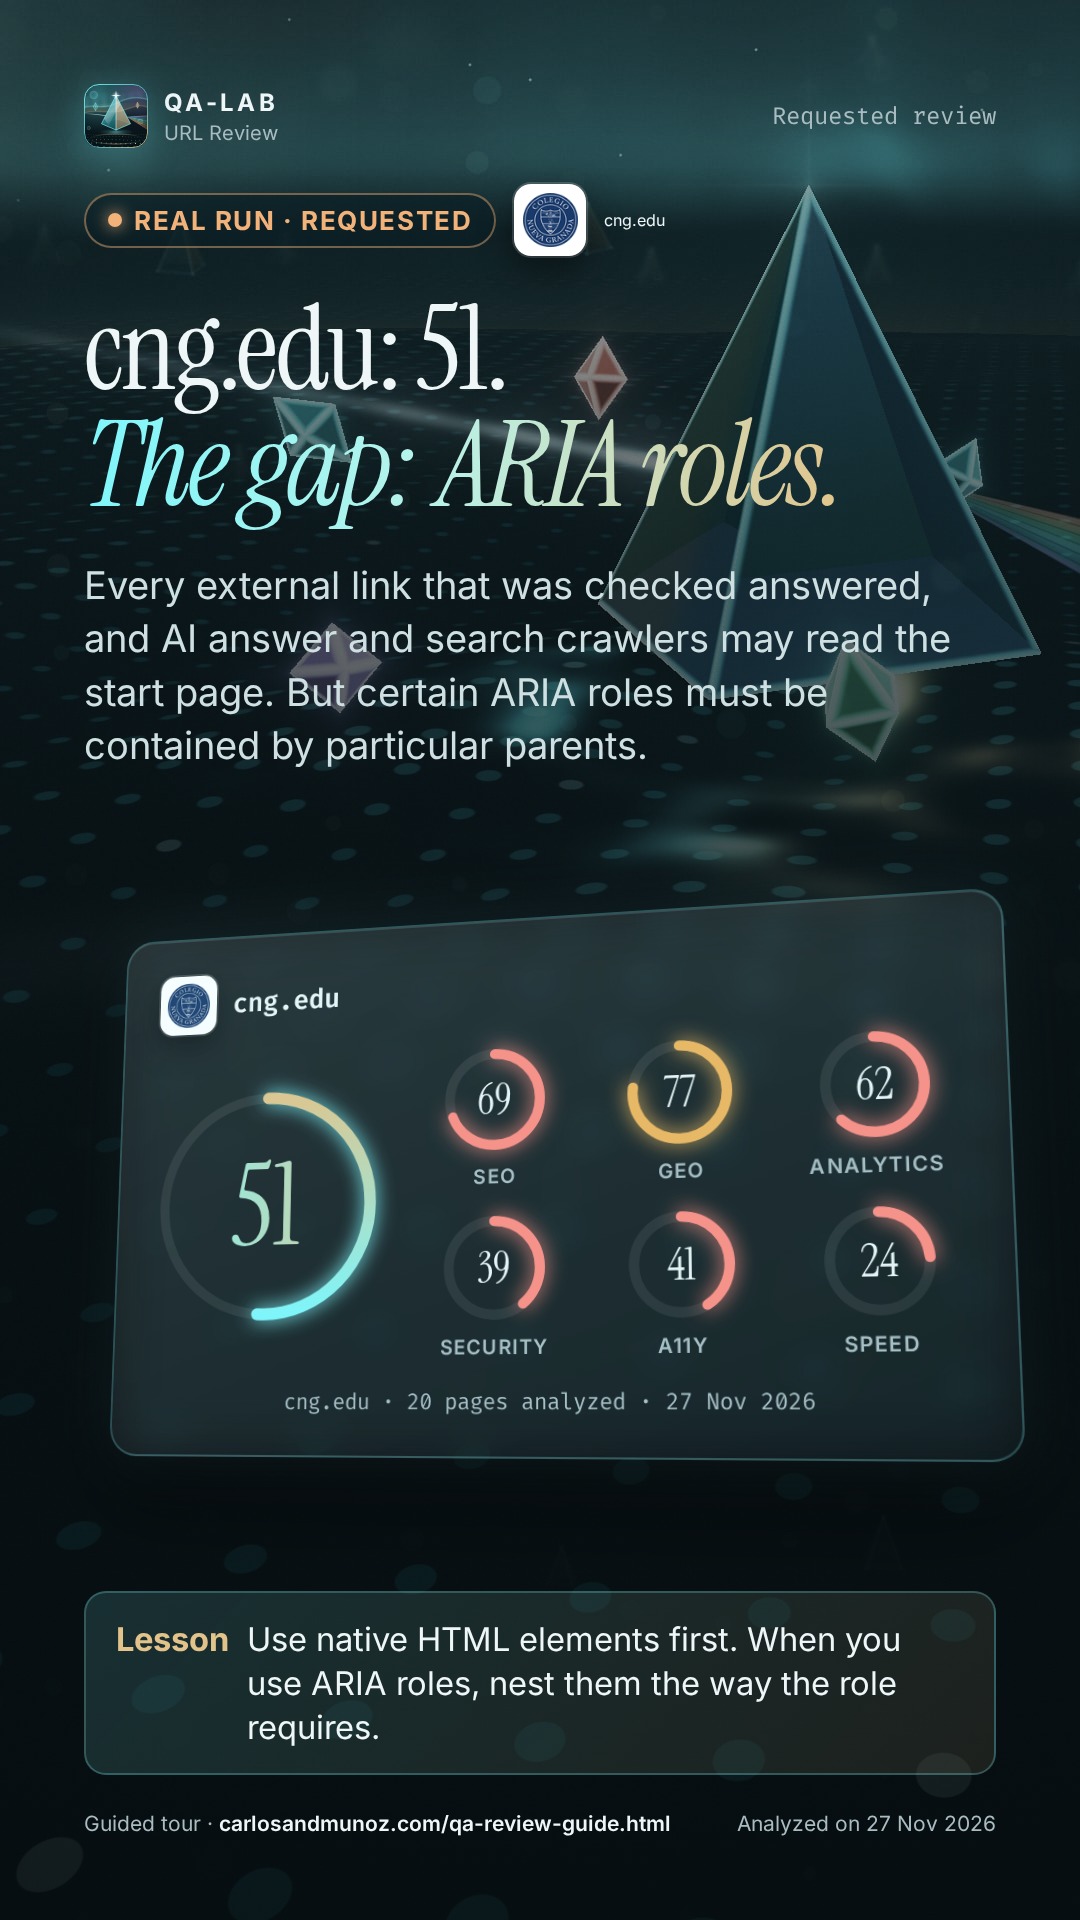 QA-LAB
URL Review
Requested review
REAL RUN · REQUESTED
COLEGIO
NUEVA GRANADA
cng.edu
cng.edu: 51.
The gap: ARIA roles.
Every external link that was checked answered,
and AI answer and search crawlers may read the
start page. But certain ARIA roles must be
contained by particular parents.
cng.edu
51
69
SEO
77
GEO
62
ANALYTICS
39
SECURITY
41
A11Y
24
SPEED
cng.edu · 20 pages analyzed · 27 Nov 2026
Lesson Use native HTML elements first. When you
use ARIA roles, nest them the way the role
requires.
Guided tour · carlosandmunoz.com/qa-review-guide.html
Analyzed on 27 Nov 2026